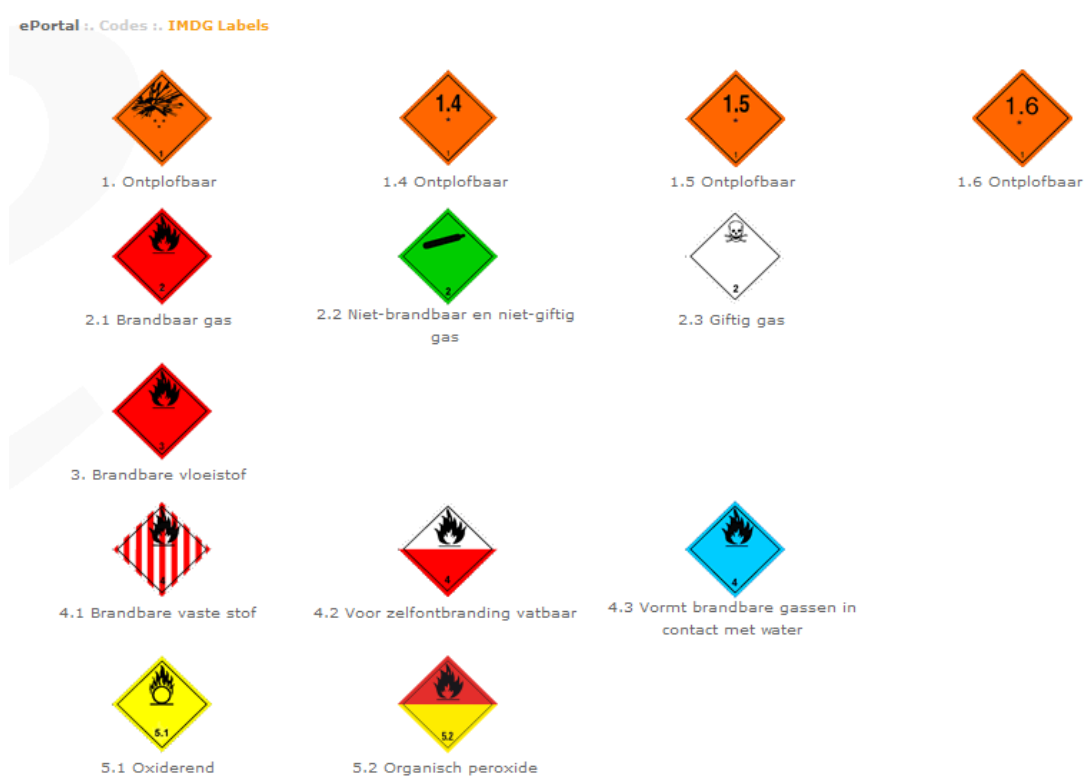 ePortal :. Codes :. IMDG Labels
1
1.4
*
1
1.5
*
1
1.6
*
1
1. Ontplofbaar
1.4 Ontplofbaar
1.5 Ontplofbaar
1.6 Ontplofbaar
2
2
2
2.1 Brandbaar gas
2.2 Niet-brandbaar en niet-giftig
gas
2.3 Giftig gas
3
3. Brandbare vloeistof
4
4
4
4.1 Brandbare vaste stof
4.2 Voor zelfontbranding vatbaar
4.3 Vormt brandbare gassen in
contact met water
5.1
5.2
5.1 Oxiderend
5.2 Organisch peroxide